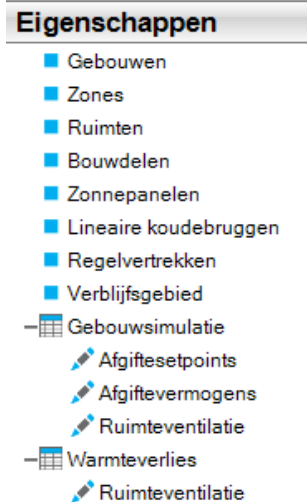 Eigenschappen
Gebouwen
Zones
Ruimten
Bouwdelen
Zonnepanelen
Lineaire koudebruggen
Regelvertrekken
Verblijfsgebied
Gebouwsimulatie
Afgiftesetpoints
Afgiftevermogens
Ruimteventilatie
Warmteverlies
Ruimteventilatie